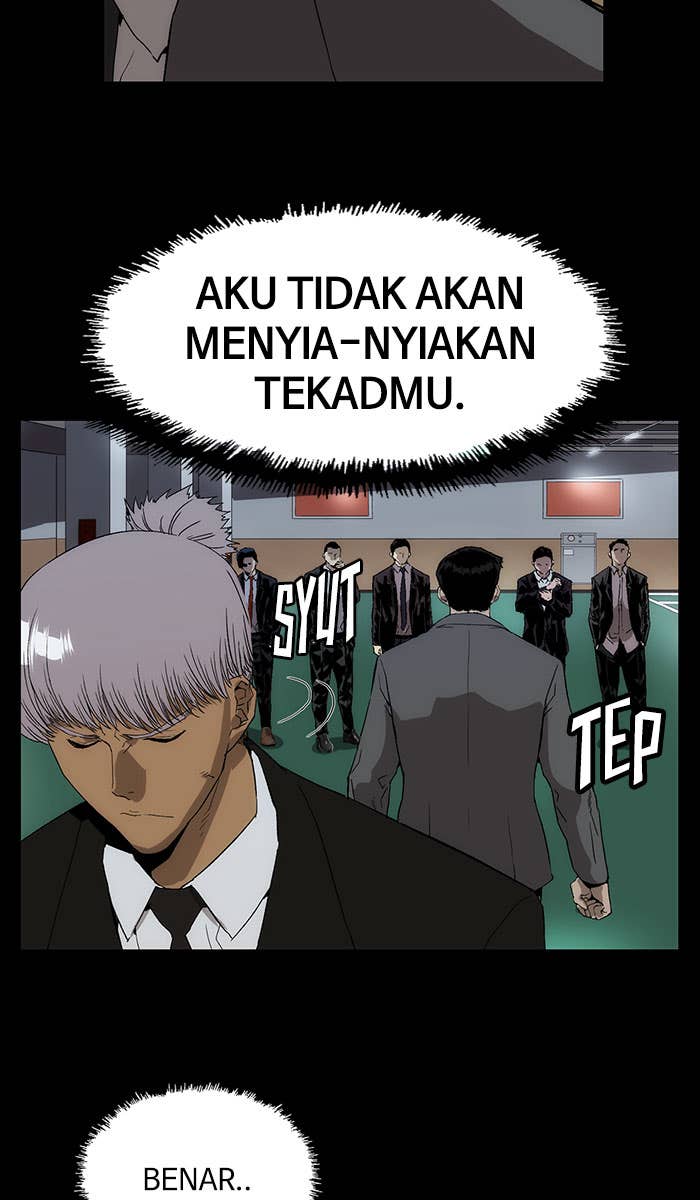 AKU TIDAK AKAN
MENYIA-NYIAKAN
TEKADMU.
SYUT
TEP
BENAR..